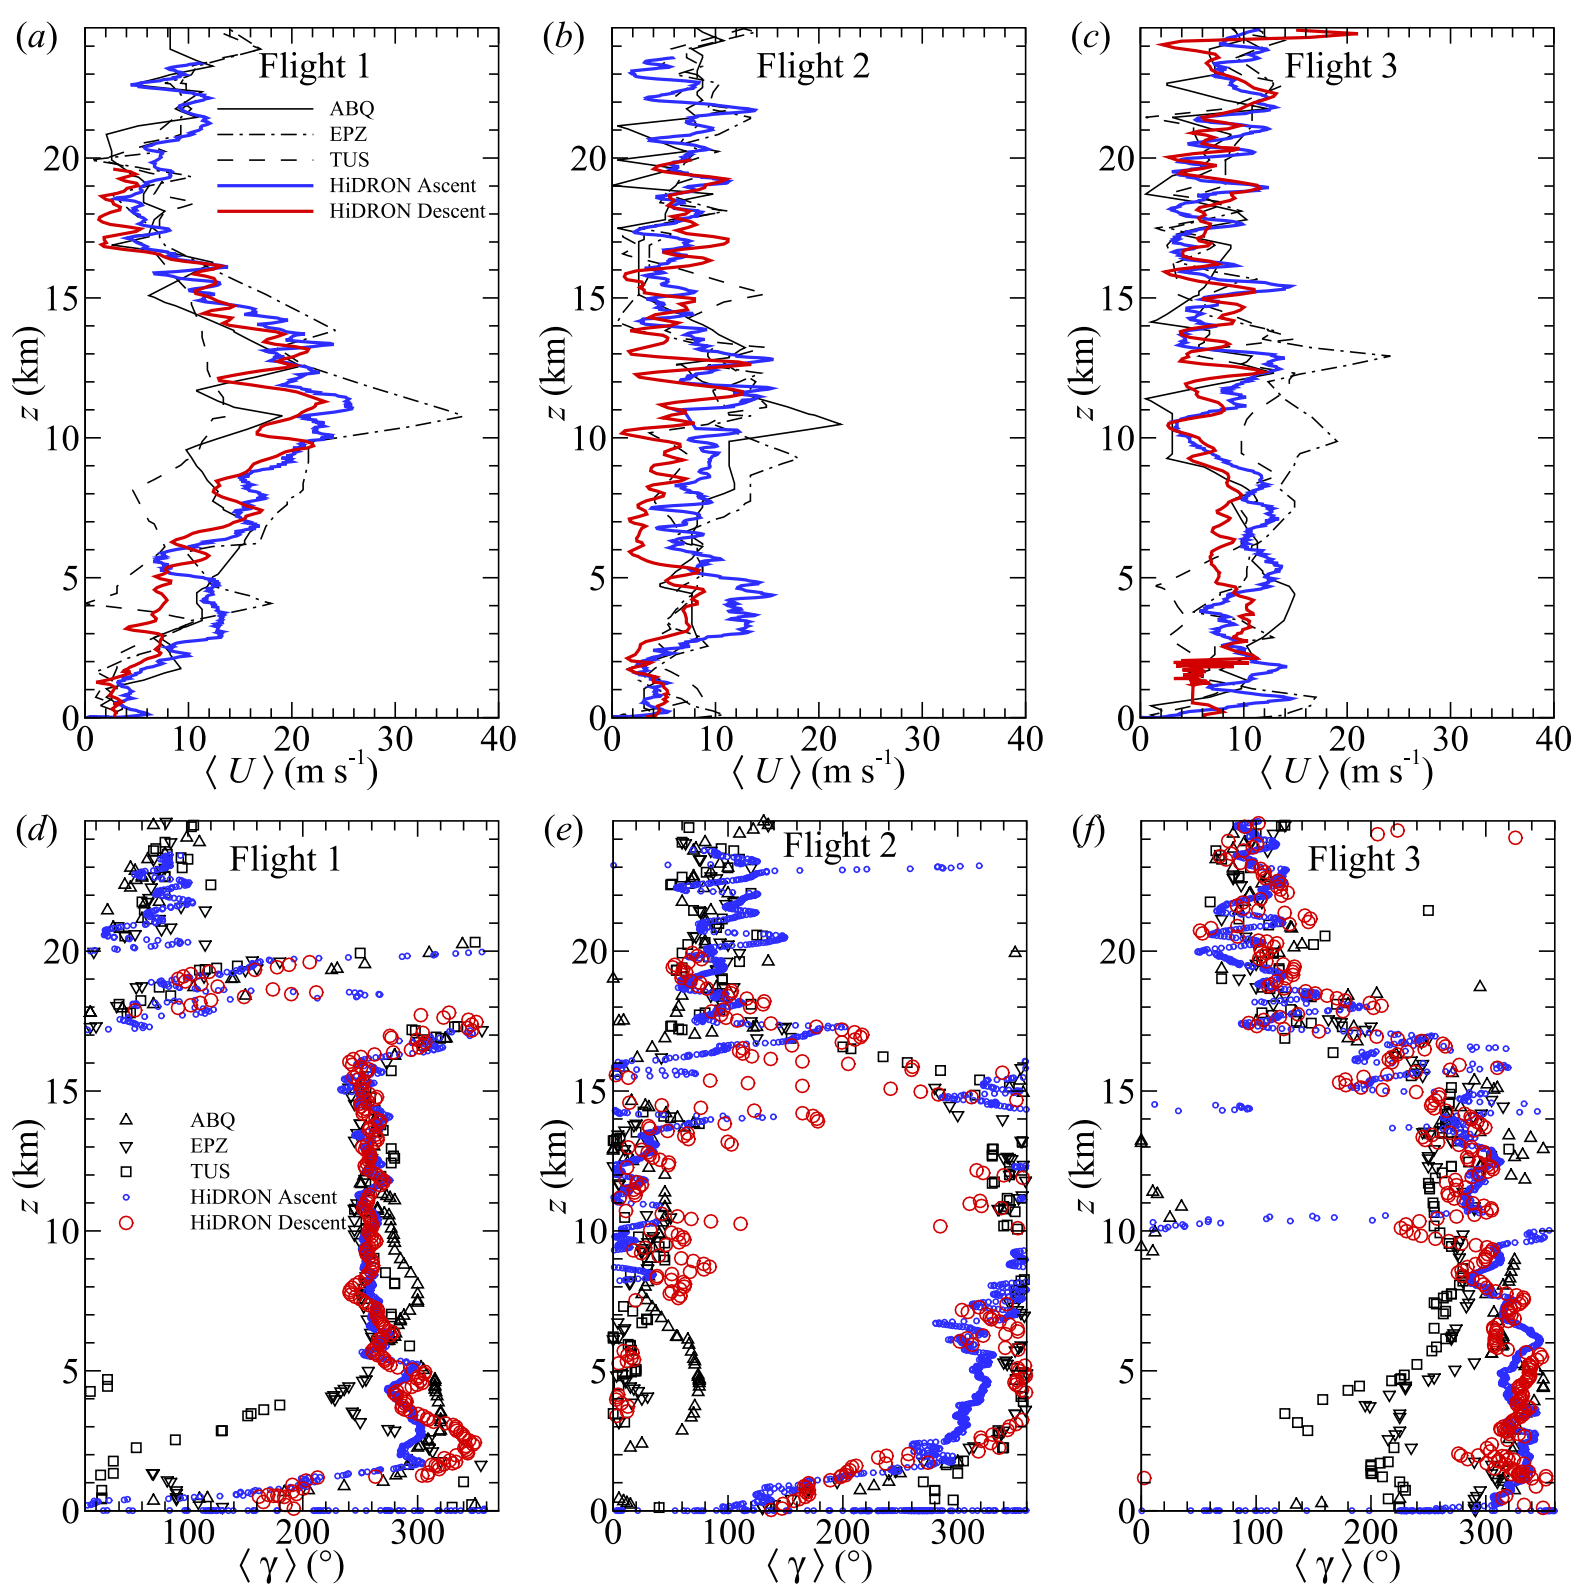 (a) Flight 1
ABQ
EPZ
TUS
HiDRON Ascent
HiDRON Descent
z (km)
20
15
10
5
0
0 10 20 30 40
⟨ U ⟩ (m s⁻¹)
(b) Flight 2
z (km)
20
15
10
5
0
0 10 20 30 40
⟨ U ⟩ (m s⁻¹)
(c) Flight 3
z (km)
20
15
10
5
0
0 10 20 30 40
⟨ U ⟩ (m s⁻¹)
(d) Flight 1
ABQ
EPZ
TUS
HiDRON Ascent
HiDRON Descent
z (km)
20
15
10
5
0
100 200 300
⟨ γ ⟩ (°)
(e) Flight 2
z (km)
20
15
10
5
0
0 100 200 300
⟨ γ ⟩ (°)
(f) Flight 3
z (km)
20
15
10
5
0
0 100 200 300
⟨ γ ⟩ (°)